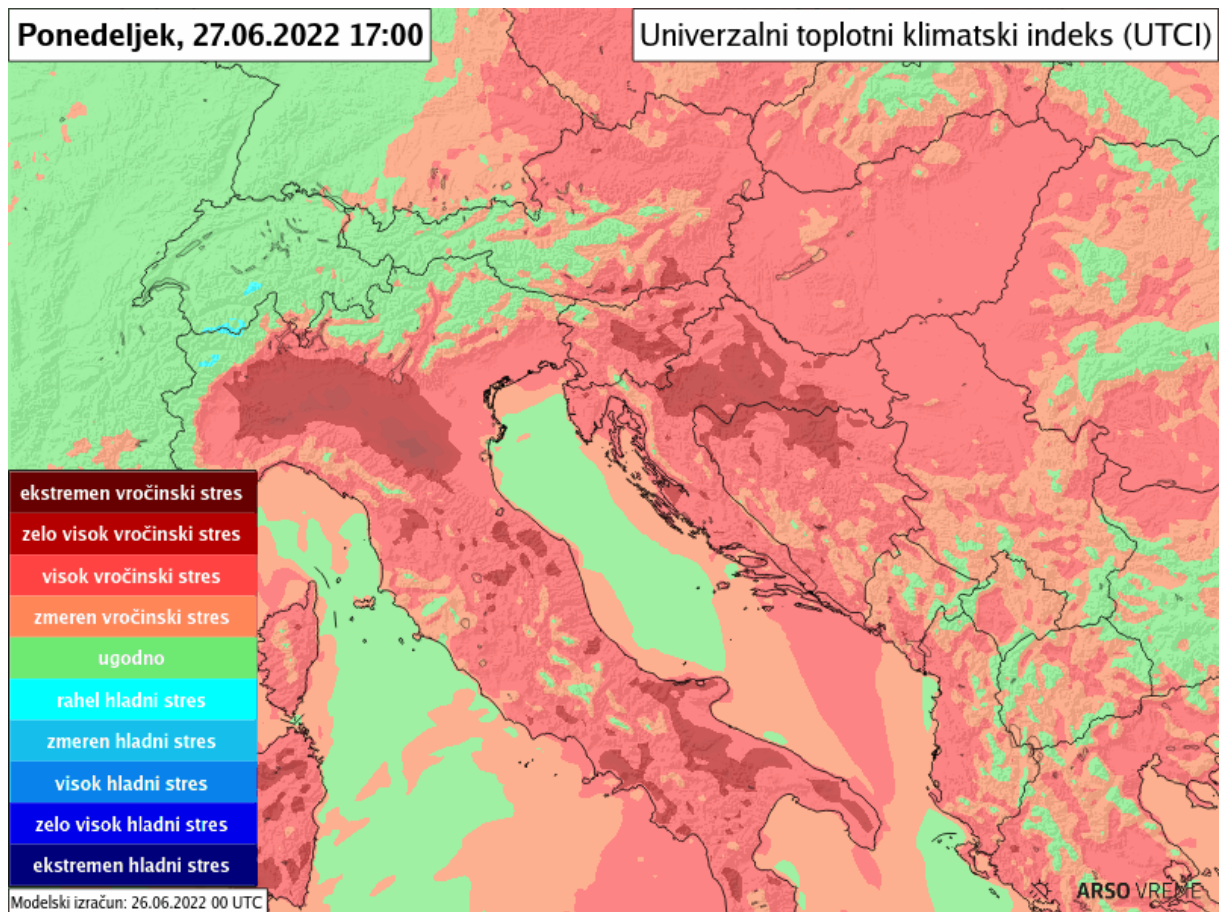 Ponedeljek, 27.06.2022 17:00
Univerzalni toplotni klimatski indeks (UTCI)
ekstremen vročinski stres
zelo visok vročinski stres
visok vročinski stres
zmeren vročinski stres
ugodno
rahel hladni stres
zmeren hladni stres
visok hladni stres
zelo visok hladni stres
ekstremen hladni stres
Modelski izračun: 26.06.2022 00 UTC
ARSO VREME